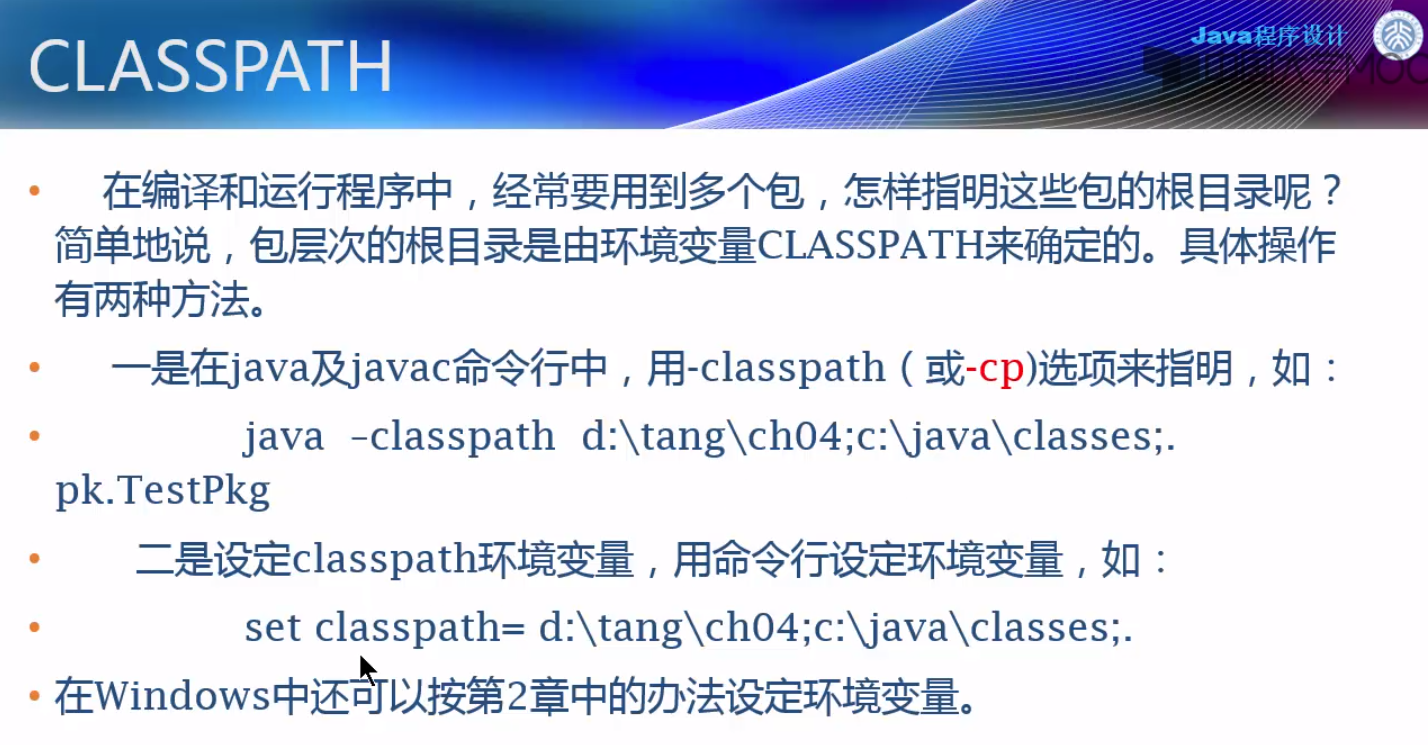 CLASSPATH
Java程序设计
在编译和运行程序中，经常要用到多个包，怎样指明这些包的根目录呢？
简单地说，包层次的根目录是由环境变量CLASSPATH来确定的。具体操作
有两种方法。
一是在java及javac命令行中，用-classpath（或-cp)选项来指明，如：
java –classpath d:\tang\ch04;c:\java\classes;.
pk.TestPkg
二是设定classpath环境变量，用命令行设定环境变量，如：
set classpath= d:\tang\ch04;c:\java\classes;.
在Windows中还可以按第2章中的办法设定环境变量。